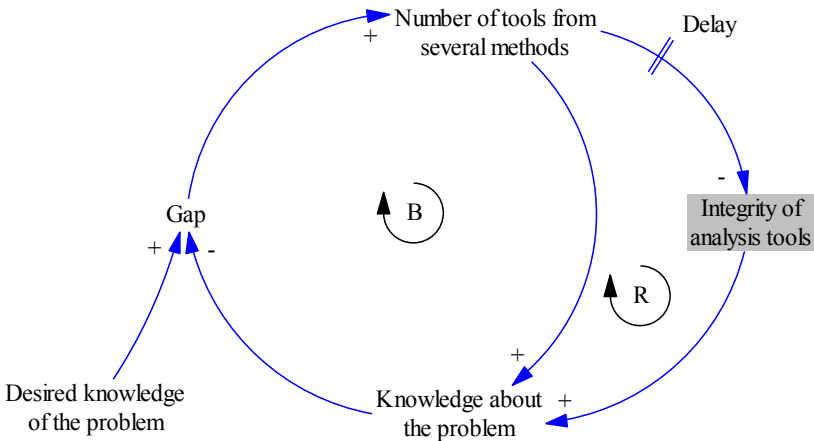 Number of tools from
several methods
Delay
+
-
Gap
B
Integrity of
analysis tools
+
-
R
+
Desired knowledge
of the problem
Knowledge about
the problem
+